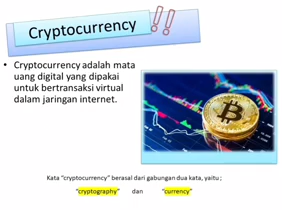 Cryptocurrency!!
• Cryptocurrency adalah mata
uang digital yang dipakai
untuk bertransaksi virtual
dalam jaringan internet.
Kata “cryptocurrency” berasal dari gabungan dua kata, yaitu ;
“cryptography” dan “currency”